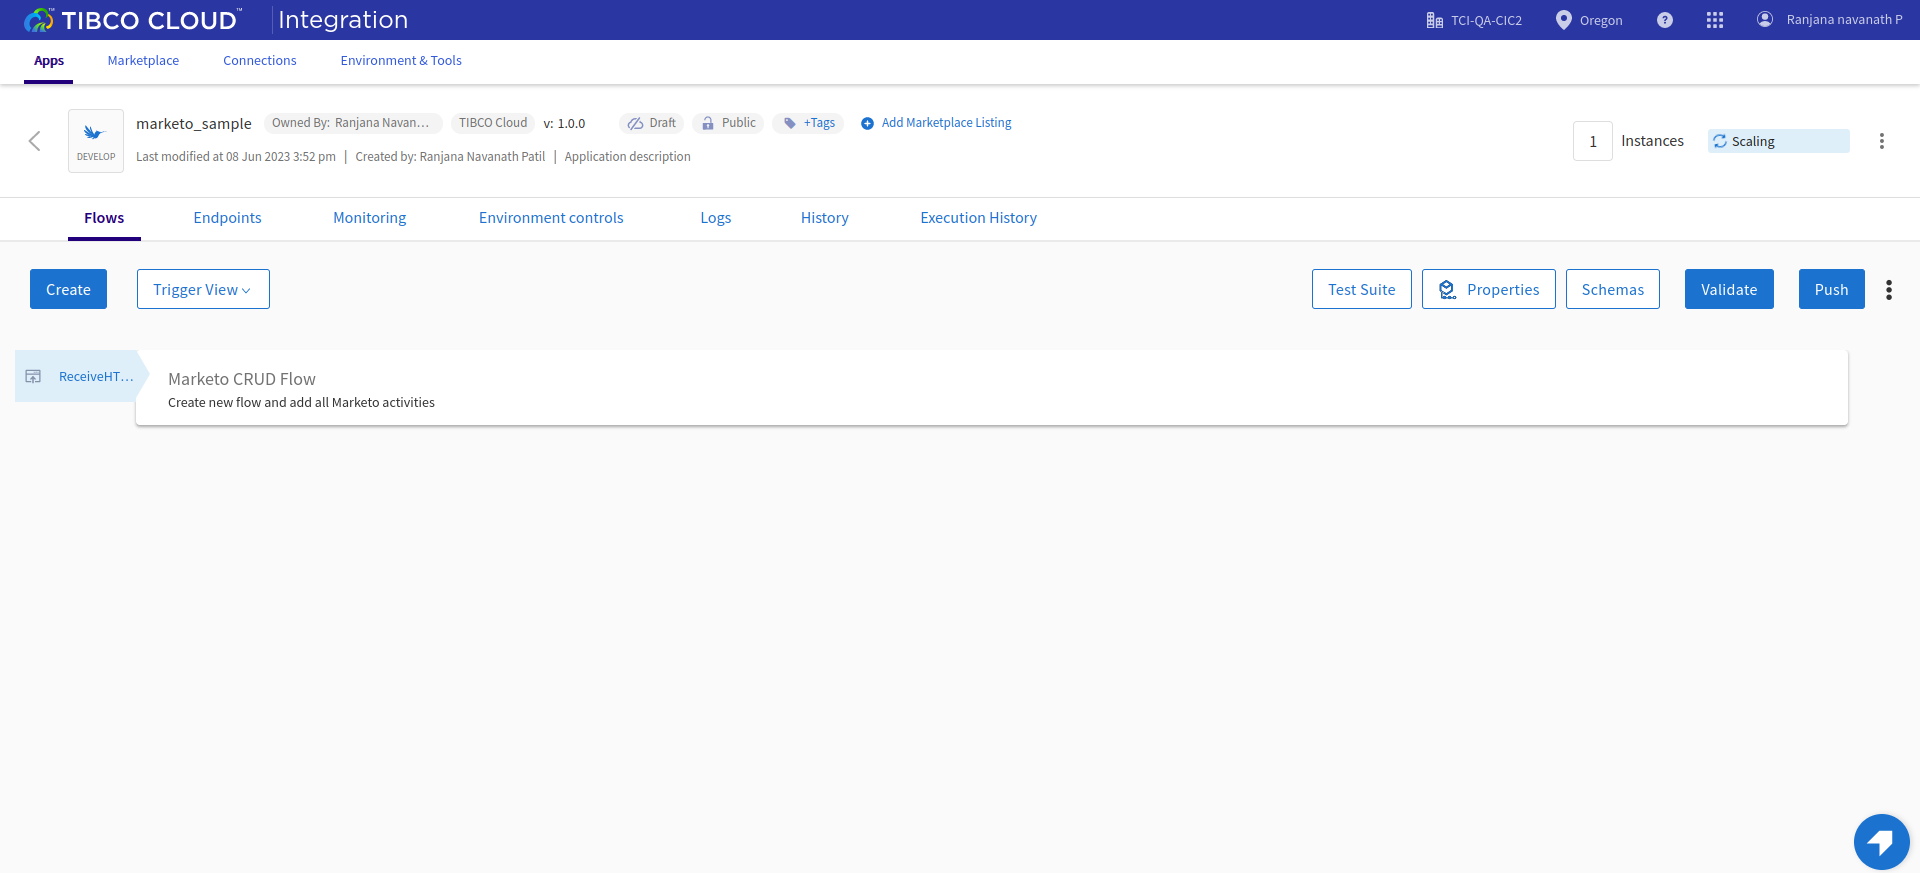 TIBCO CLOUD™ Integration TCI-QA-CIC2 Oregon ? Ranjana navanath P
Apps Marketplace Connections Environment & Tools
marketo_sample Owned By: Ranjana Navan... TIBCO Cloud v: 1.0.0 Draft Public +Tags Add Marketplace Listing
DEVELOP Last modified at 08 Jun 2023 3:52 pm | Created by: Ranjana Navanath Patil | Application description
1 Instances Scaling
Flows Endpoints Monitoring Environment controls Logs History Execution History
Create Trigger View Test Suite Properties Schemas Validate Push
ReceiveHT... Marketo CRUD Flow
Create new flow and add all Marketo activities